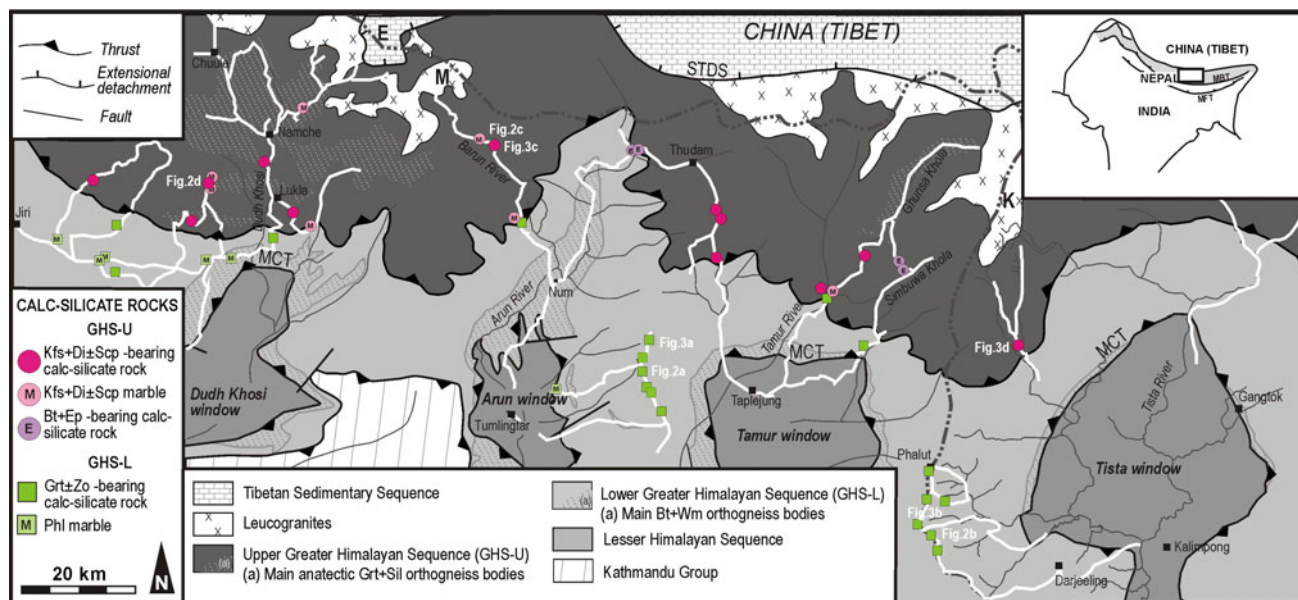 Thrust
Extensional
detachment
Fault
CALC-SILICATE ROCKS
GHS-U
Kfs+Di±Scp -bearing
calc-silicate rock
M Kfs+Di±Scp marble
E Bt+Ep -bearing calc-
silicate rock
GHS-L
Grt±Zo -bearing
calc-silicate rock
M Phl marble
20 km
N
CHINA (TIBET)
STDS
E
M
K
Chuula
Namche
Lukla
Jiri
Dudh Khosi
Fig.2d
MCT
Fig.2c
Fig.3c
Barun River
Thudam
Ghunsa Khola
Simbuwa Khola
Arun River
Num
Tamur River
MCT
Fig.3a
Fig.2a
Fig.3d
MCT
Tista River
Gangtok
Dudh Khosi
window
Arun window
Tumlingtar
Taplejung
Tamur window
Tista window
Phalut
Fig.3b
Fig.2b
Darjeeling
Kalimpong
Tibetan Sedimentary Sequence
Leucogranites
Upper Greater Himalayan Sequence (GHS-U)
(a) Main anatectic Grt+Sil orthogneiss bodies
(a)
Lower Greater Himalayan Sequence (GHS-L)
(a) Main Bt+Wm orthogneiss bodies
(a)
Lesser Himalayan Sequence
Kathmandu Group
CHINA (TIBET)
NEPAL
MBT
MFT
INDIA